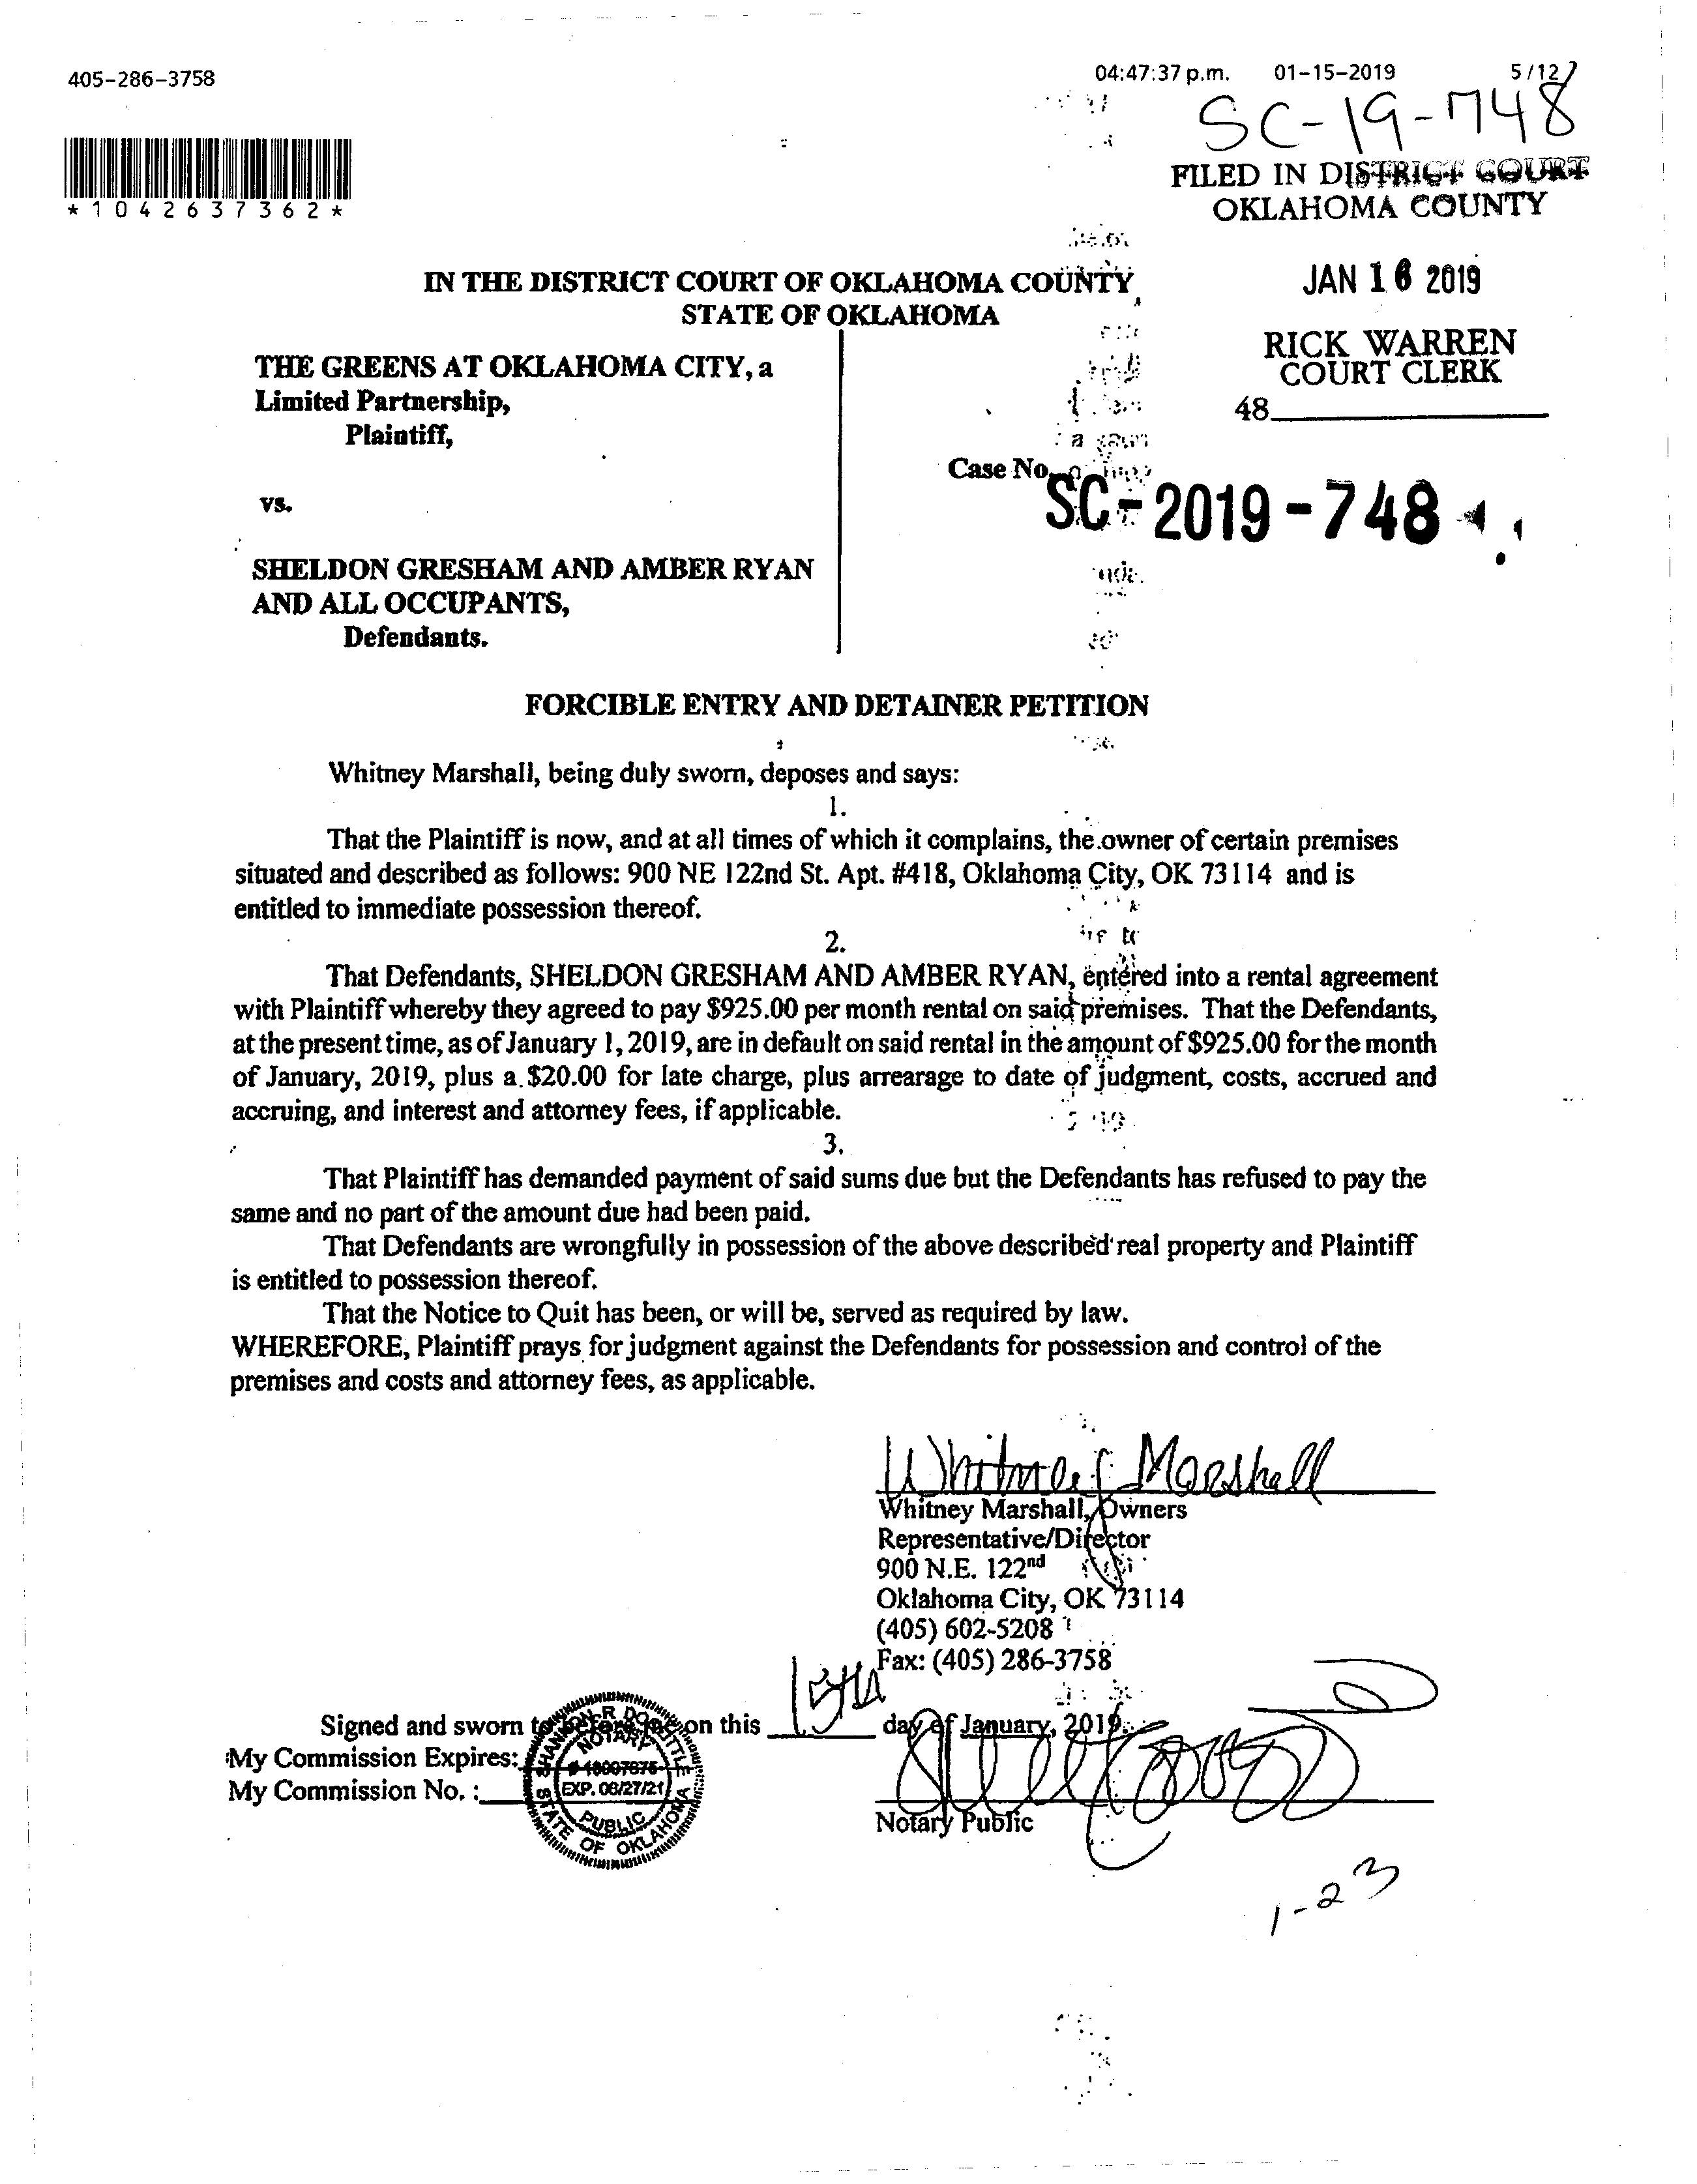 405-286-3758
04:47:37 p.m. 01-15-2019 5/12
SC-19-748
*1042637362*
FILED IN DISTRICT COURT
OKLAHOMA COUNTY
JAN 16 2019
RICK WARREN
COURT CLERK
48
IN THE DISTRICT COURT OF OKLAHOMA COUNTY
STATE OF OKLAHOMA
THE GREENS AT OKLAHOMA CITY, a
Limited Partnership,
Plaintiff,
vs.
SHELDON GRESHAM AND AMBER RYAN
AND ALL OCCUPANTS,
Defendants.
Case No.
SC-2019-748
FORCIBLE ENTRY AND DETAINER PETITION
Whitney Marshall, being duly sworn, deposes and says:
1.
That the Plaintiff is now, and at all times of which it complains, the owner of certain premises
situated and described as follows: 900 NE 122nd St. Apt. #418, Oklahoma City, OK 73114 and is
entitled to immediate possession thereof.
2.
That Defendants, SHELDON GRESHAM AND AMBER RYAN, entered into a rental agreement
with Plaintiff whereby they agreed to pay $925.00 per month rental on said premises. That the Defendants,
at the present time, as of January 1, 2019, are in default on said rental in the amount of $925.00 for the month
of January, 2019, plus a $20.00 for late charge, plus arrearage to date of judgment, costs, accrued and
accruing, and interest and attorney fees, if applicable.
3.
That Plaintiff has demanded payment of said sums due but the Defendants has refused to pay the
same and no part of the amount due had been paid.
That Defendants are wrongfully in possession of the above described real property and Plaintiff
is entitled to possession thereof.
That the Notice to Quit has been, or will be, served as required by law.
WHEREFORE, Plaintiff prays for judgment against the Defendants for possession and control of the
premises and costs and attorney fees, as applicable.
Whitney Marshall
Whitney Marshall, Owners
Representative/Director
900 N.E. 122nd
Oklahoma City, OK 73114
(405) 602-5208
Fax: (405) 286-3758
Signed and sworn to before me on this 15th day of January, 2019.
My Commission Expires:
My Commission No. :
SHANNON R DOOLITTLE
NOTARY
EXP. 08/27/21
PUBLIC
STATE OF OKLAHOMA
Notary Public
1-23